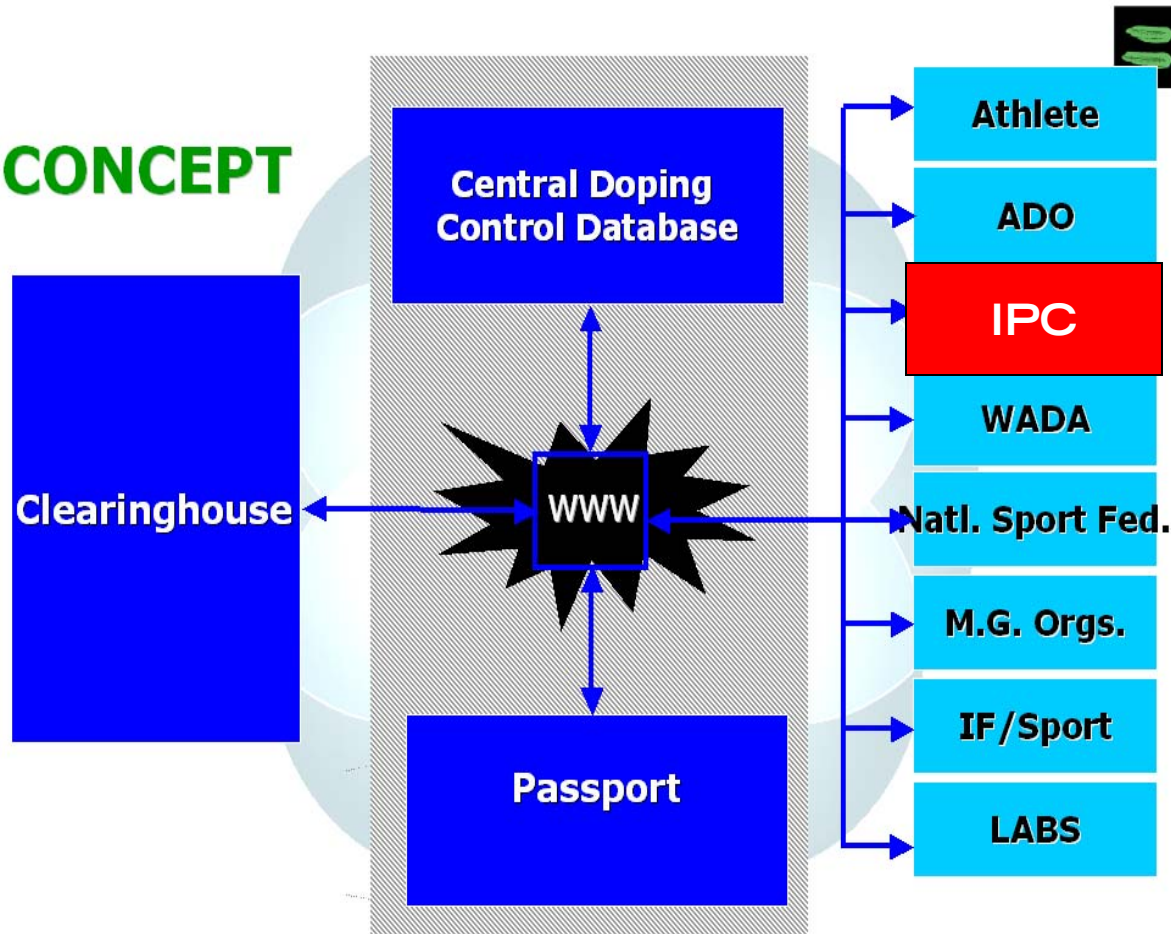 CONCEPT
Central Doping
Control Database
Clearinghouse
WWW
Passport
Athlete
ADO
IPC
WADA
Natl. Sport Fed.
M.G. Orgs.
IF/Sport
LABS